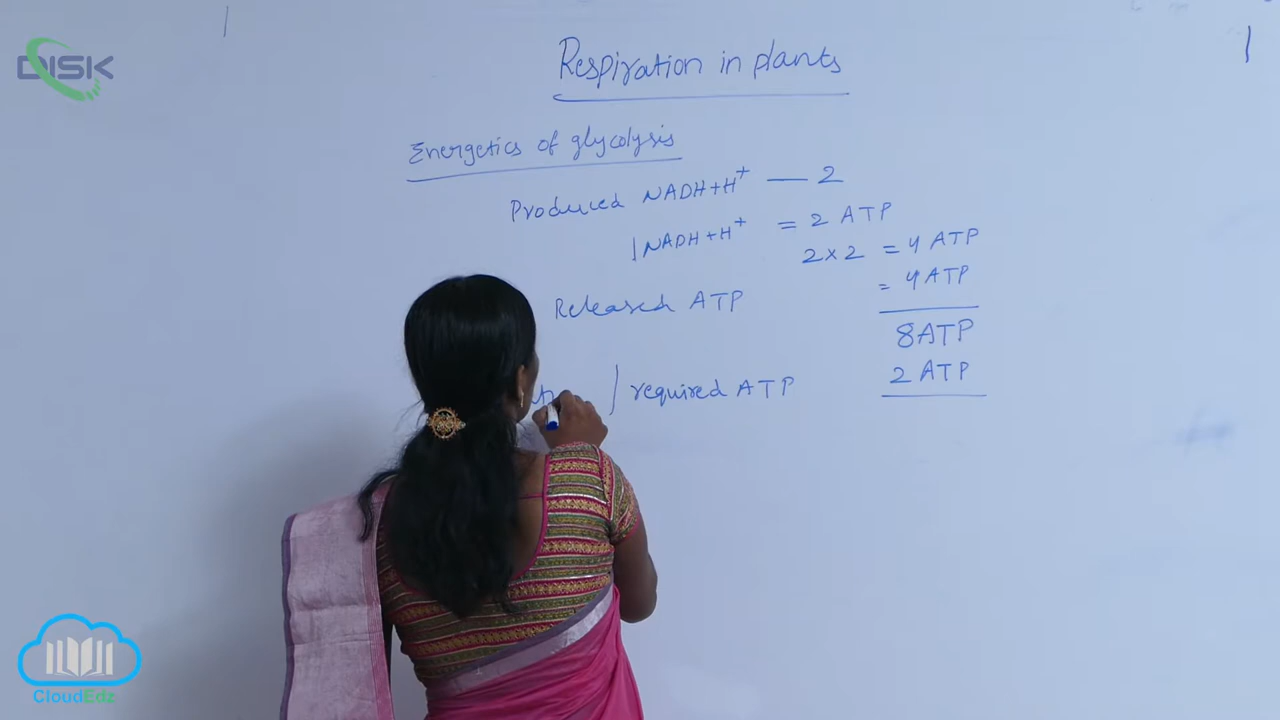 DISK
Respiration in plants
Energetics of glycolysis
Produced NADH+H⁺ — 2
1 NADH+H⁺ = 2 ATP
2×2 = 4 ATP
Released ATP = 4 ATP
8 ATP
| required ATP 2 ATP
CloudEdz